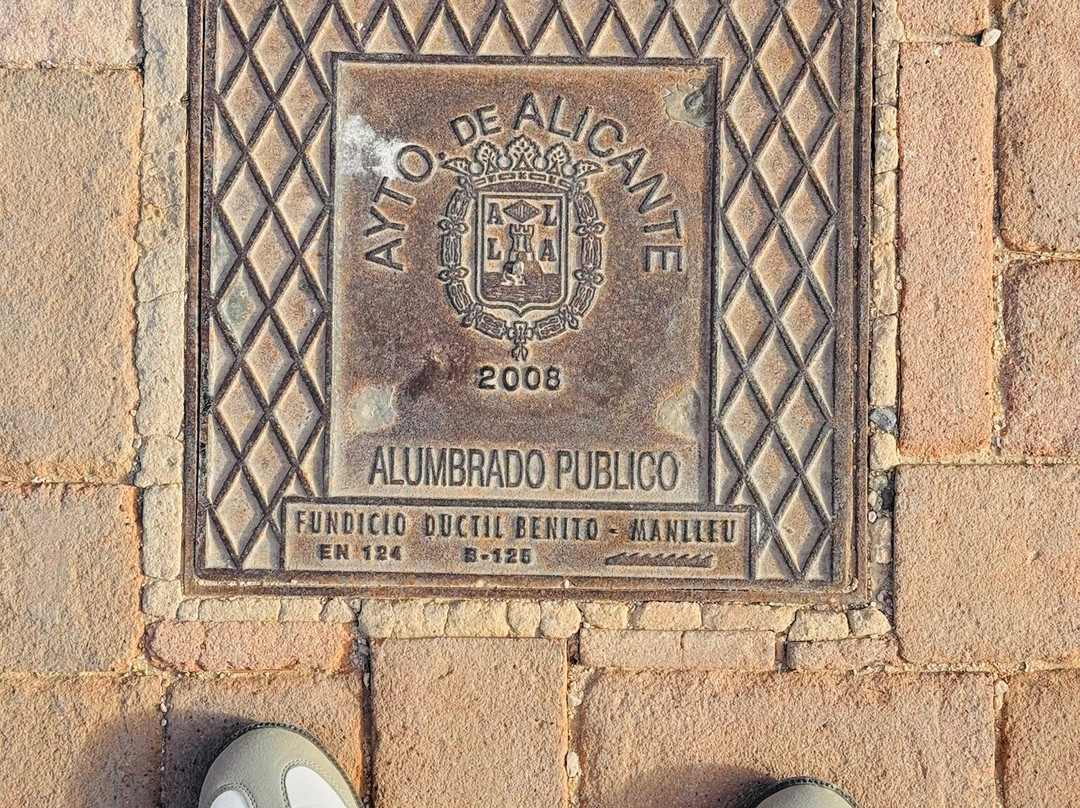 AYTO. DE ALICANTE
A L
L A
2008
ALUMBRADO PUBLICO
FUNDICIO DUCTIL BENITO - MANLLEU
EN 124 B-125